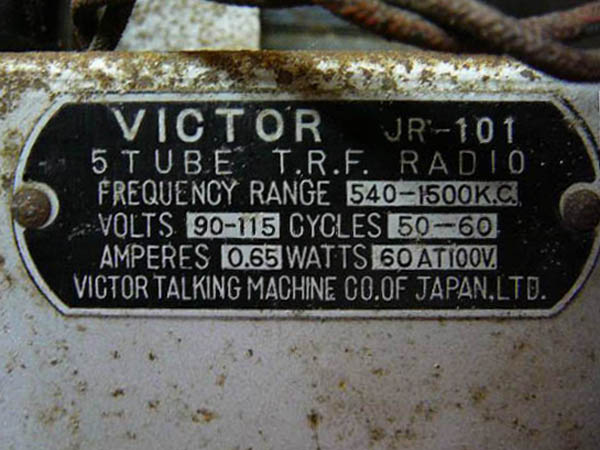 VICTOR JR-101
5 TUBE T.R.F. RADIO
FREQUENCY RANGE 540-1500K.C.
VOLTS 90-115 CYCLES 50-60
AMPERES 0.65 WATTS 60 AT 100V.
VICTOR TALKING MACHINE CO. OF JAPAN, LTD.